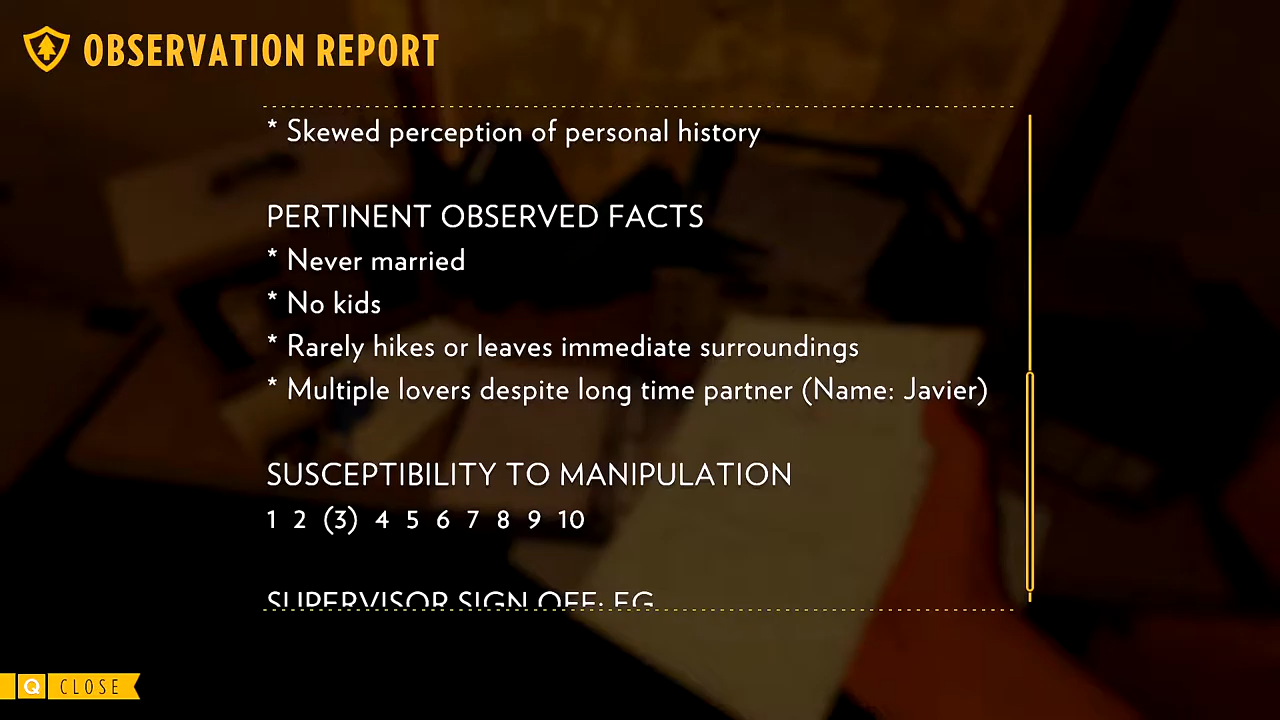 OBSERVATION REPORT
* Skewed perception of personal history
PERTINENT OBSERVED FACTS
* Never married
* No kids
* Rarely hikes or leaves immediate surroundings
* Multiple lovers despite long time partner (Name: Javier)
SUSCEPTIBILITY TO MANIPULATION
1 2 (3) 4 5 6 7 8 9 10
SUPERVISOR SIGN OFF:
Q CLOSE